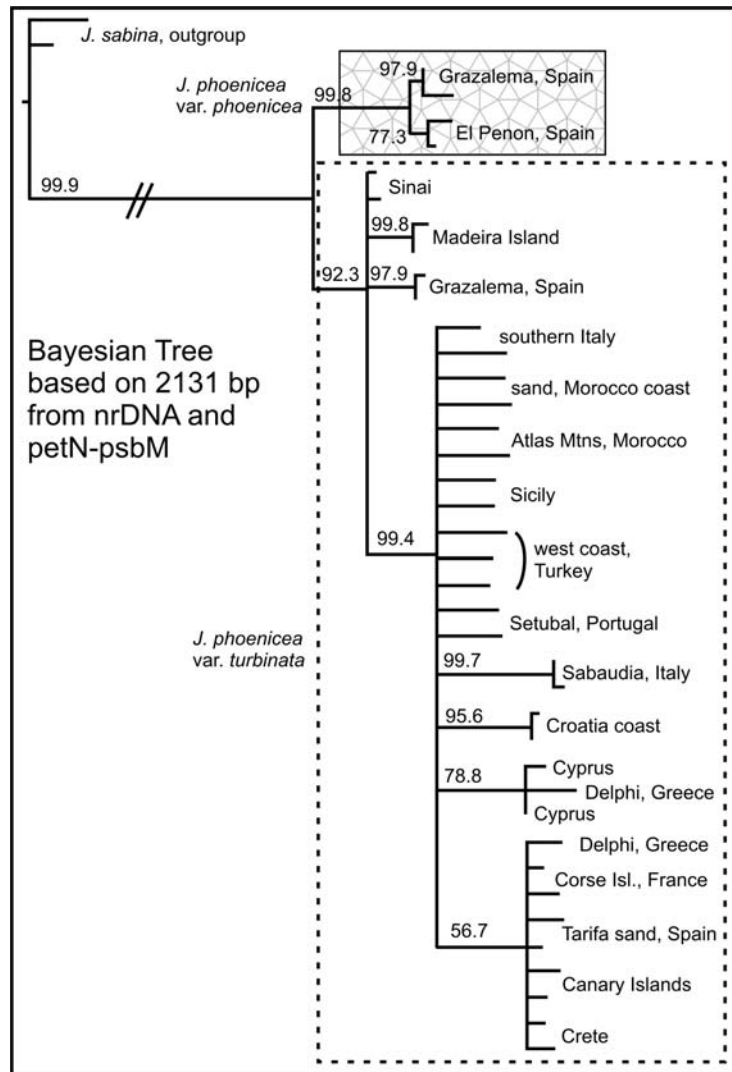 J. sabina, outgroup
J. phoenicea
var. phoenicea
99.8
97.9
Grazalema, Spain
77.3
El Penon, Spain
99.9
Sinai
99.8
Madeira Island
92.3
97.9
Grazalema, Spain
Bayesian Tree
based on 2131 bp
from nrDNA and
petN-psbM
southern Italy
sand, Morocco coast
Atlas Mtns, Morocco
Sicily
99.4
west coast,
Turkey
Setubal, Portugal
J. phoenicea
var. turbinata
99.7
Sabaudia, Italy
95.6
Croatia coast
78.8
Cyprus
Delphi, Greece
Cyprus
Delphi, Greece
Corse Isl., France
56.7
Tarifa sand, Spain
Canary Islands
Crete